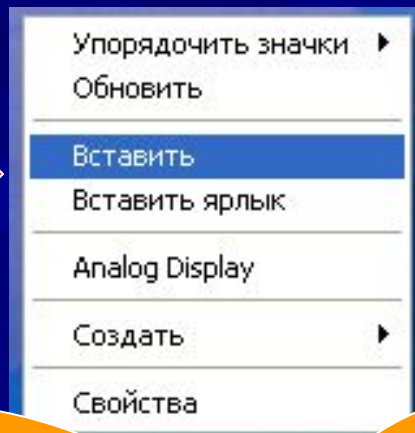 Упорядочить значки
Обновить
Вставить
Вставить ярлык
Analog Display
Создать
Свойства